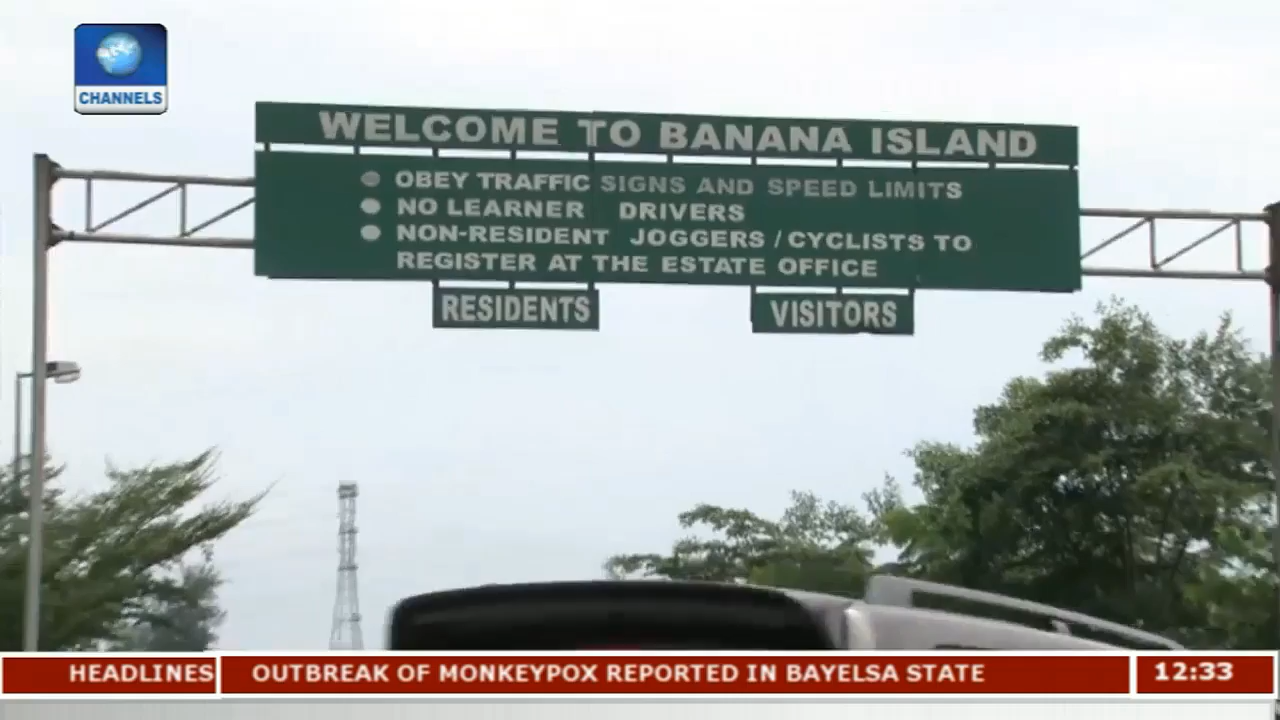 CHANNELS
WELCOME TO BANANA ISLAND
OBEY TRAFFIC SIGNS AND SPEED LIMITS
NO LEARNER DRIVERS
NON-RESIDENT JOGGERS / CYCLISTS TO
REGISTER AT THE ESTATE OFFICE
RESIDENTS
VISITORS
HEADLINES
OUTBREAK OF MONKEYPOX REPORTED IN BAYELSA STATE
12:33